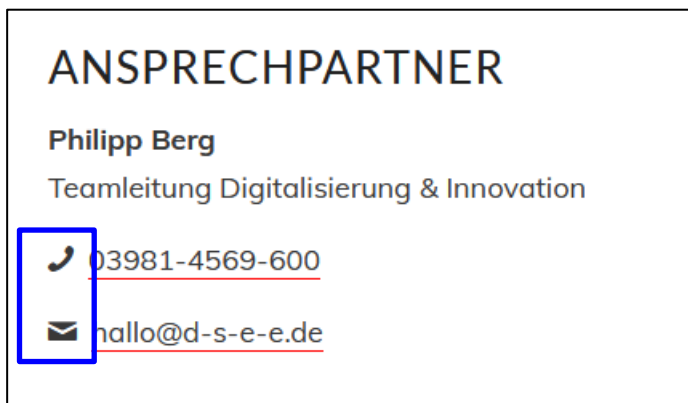 ANSPRECHPARTNER
Philipp Berg
Teamleitung Digitalisierung & Innovation
03981-4569-600
hallo@d-s-e-e.de